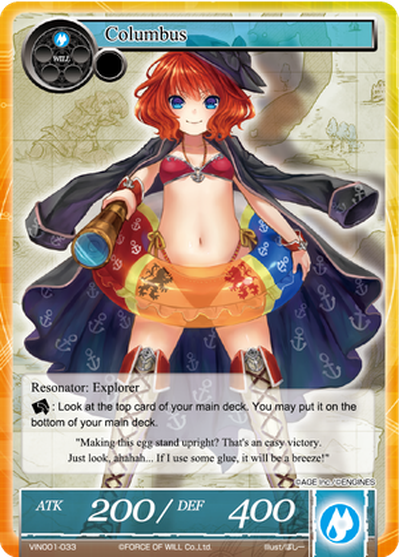 Columbus
WILL
Resonator: Explorer
: Look at the top card of your main deck. You may put it on the
bottom of your main deck.
"Making this egg stand upright? That's an easy victory.
Just look, ahahah... If I use some glue, it will be a breeze!"
©AGE Inc./©ENGINES
ATK 200 / DEF 400
VIN001-033 ©FORCE OF WILL Co.,Ltd. Illust/ぱしー